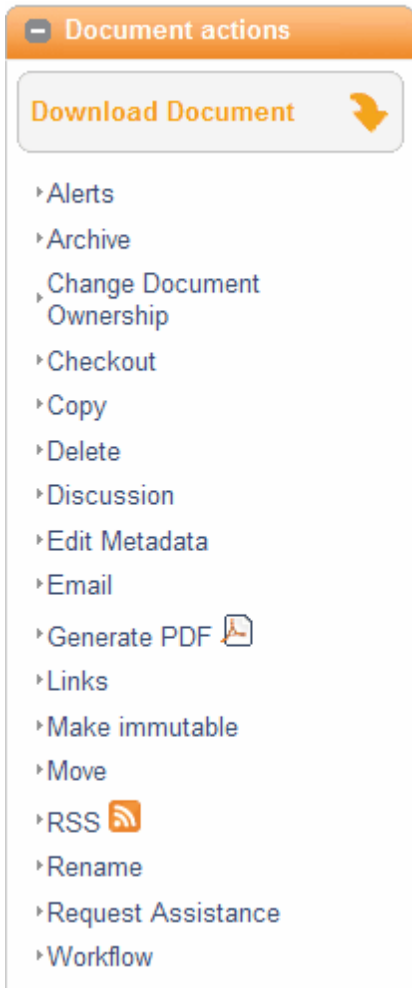 Document actions
Download Document
Alerts
Archive
Change Document
Ownership
Checkout
Copy
Delete
Discussion
Edit Metadata
Email
Generate PDF
Links
Make immutable
Move
RSS
Rename
Request Assistance
Workflow